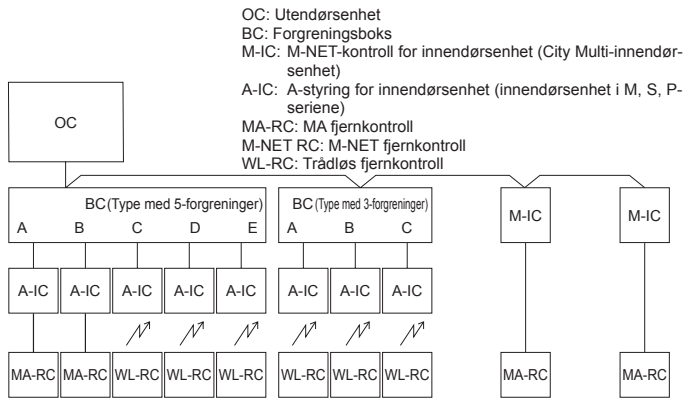 OC: Utendørsenhet
BC: Forgreningsboks
M-IC: M-NET-kontroll for innendørsenhet (City Multi-innendør-
senhet)
A-IC: A-styring for innendørsenhet (innendørsenhet i M, S, P-
seriene)
MA-RC: MA fjernkontroll
M-NET RC: M-NET fjernkontroll
WL-RC: Trådløs fjernkontroll
OC
BC (Type med 5-forgreninger) BC (Type med 3-forgreninger) M-IC M-IC
A B C D E A B C
A-IC A-IC A-IC A-IC A-IC A-IC A-IC A-IC
MA-RC MA-RC WL-RC WL-RC WL-RC WL-RC WL-RC WL-RC MA-RC MA-RC